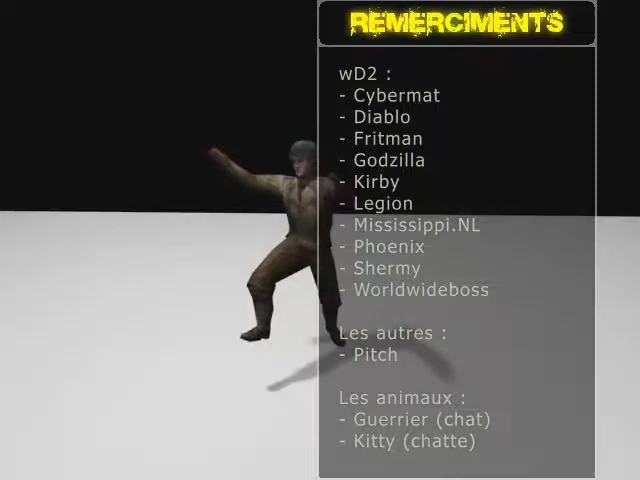 REMERCIMENTS
wD2 :
- Cybermat
- Diablo
- Fritman
- Godzilla
- Kirby
- Legion
- Mississippi.NL
- Phoenix
- Shermy
- Worldwideboss
Les autres :
- Pitch
Les animaux :
- Guerrier (chat)
- Kitty (chatte)